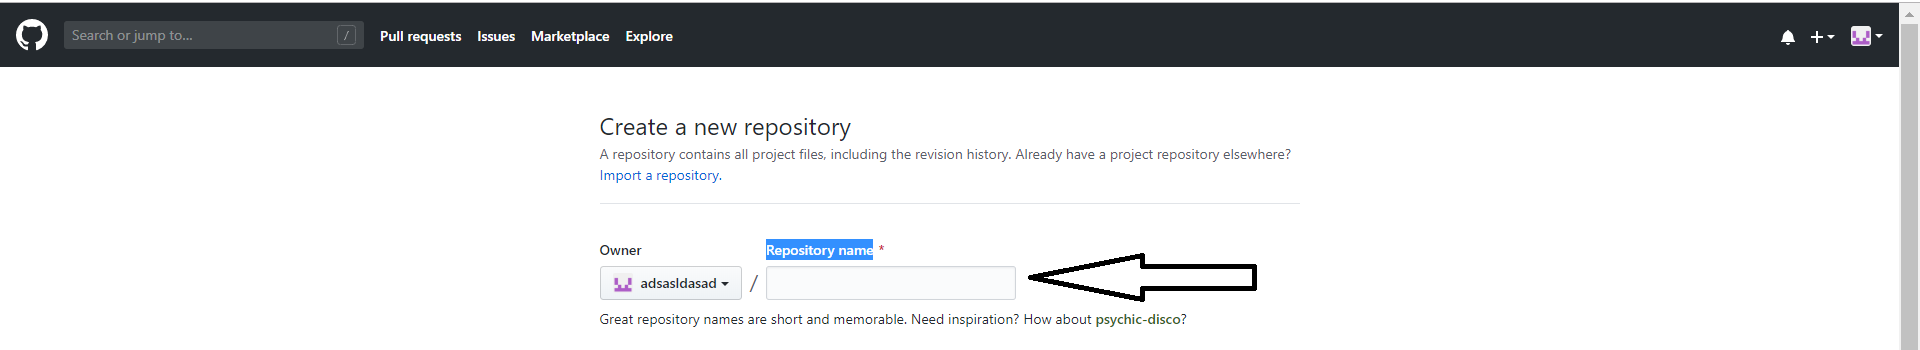 Search or jump to... / Pull requests Issues Marketplace Explore
Create a new repository
A repository contains all project files, including the revision history. Already have a project repository elsewhere?
Import a repository.
Owner Repository name *
adsasldasad /
Great repository names are short and memorable. Need inspiration? How about psychic-disco?